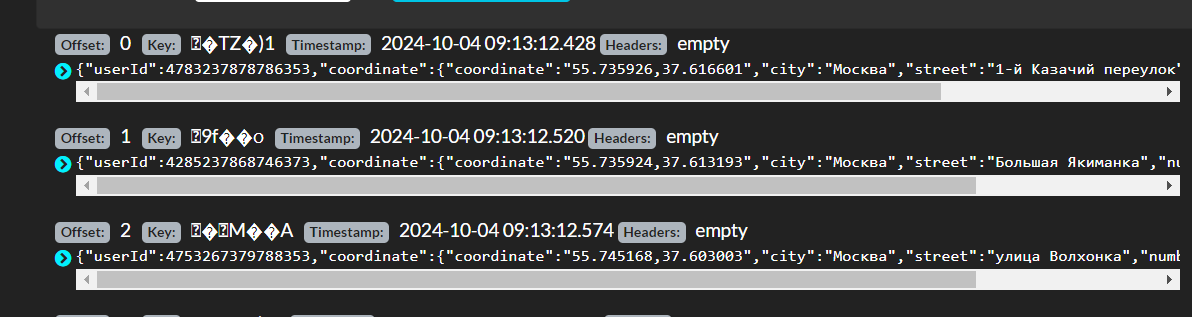 Offset: 0 Key: �TZ�)1 Timestamp: 2024-10-04 09:13:12.428 Headers: empty
{"userId":4783237878786353,"coordinate":{"coordinate":"55.735926,37.616601","city":"Москва","street":"1-й Казачий переулок"
Offset: 1 Key: 9f��o Timestamp: 2024-10-04 09:13:12.520 Headers: empty
{"userId":4285237868746373,"coordinate":{"coordinate":"55.735924,37.613193","city":"Москва","street":"Большая Якиманка","nu
Offset: 2 Key: �M��A Timestamp: 2024-10-04 09:13:12.574 Headers: empty
{"userId":4753267379788353,"coordinate":{"coordinate":"55.745168,37.603003","city":"Москва","street":"улица Волхонка","numb